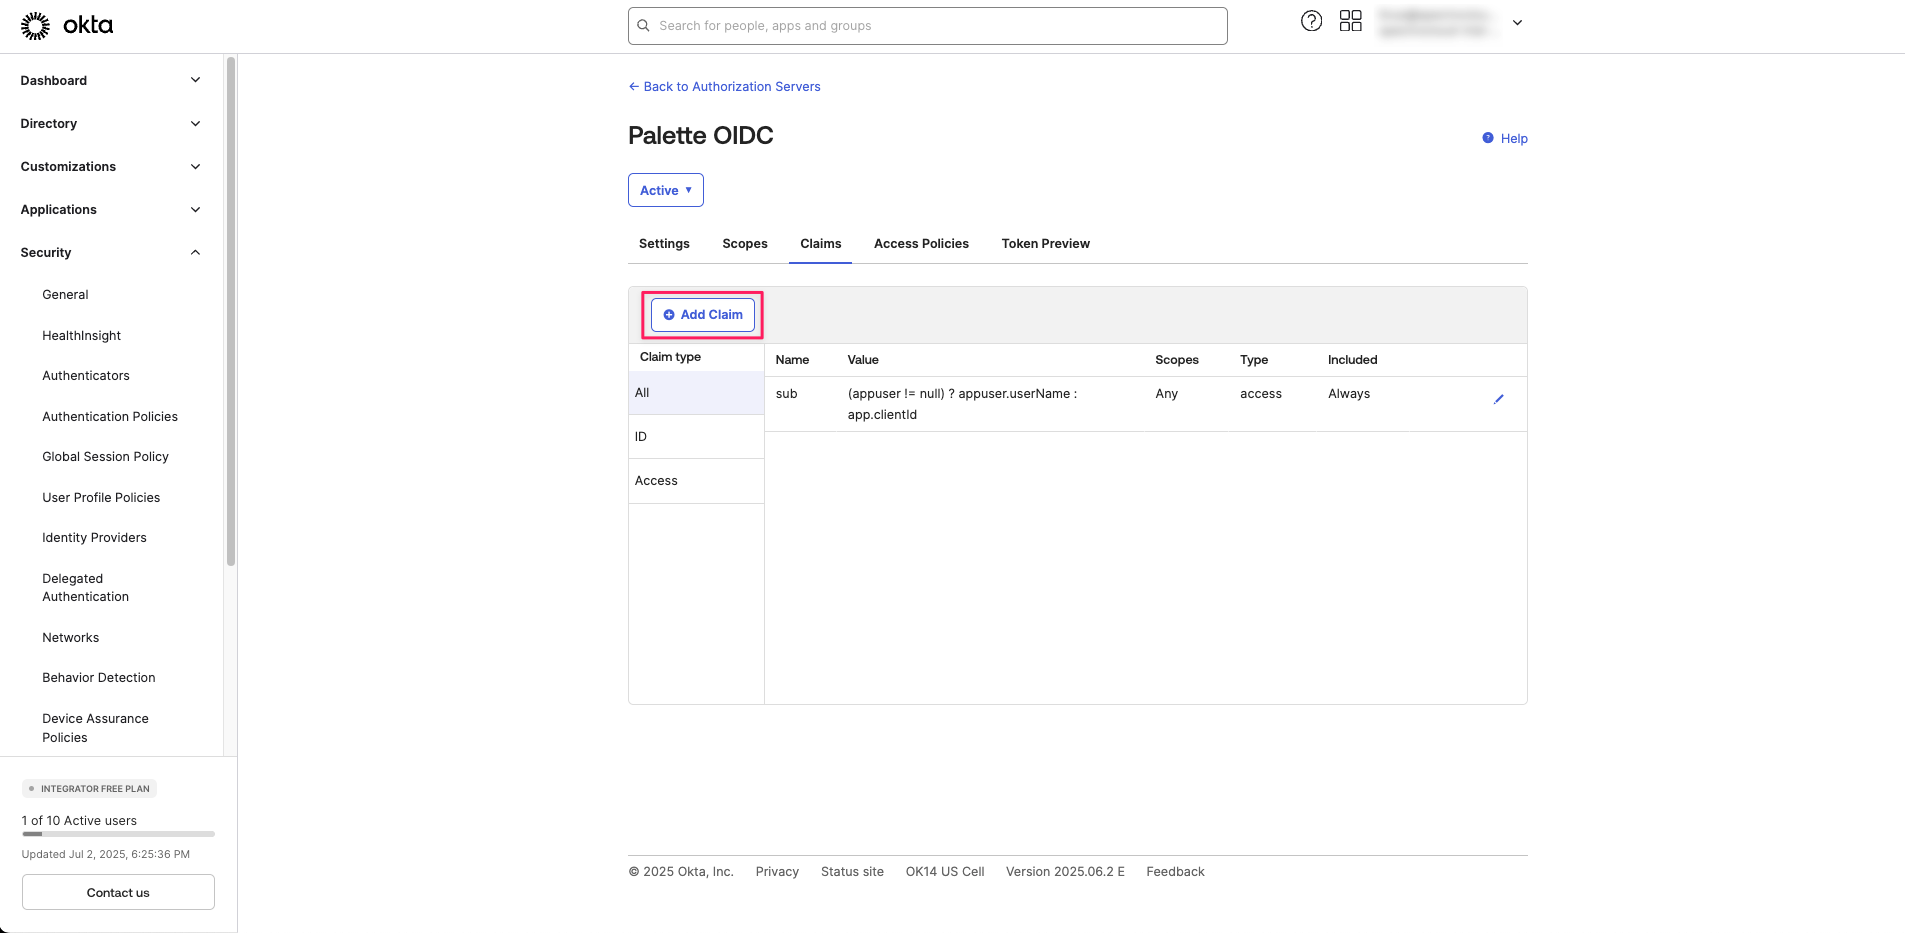 okta
Search for people, apps and groups
Dashboard
Directory
Customizations
Applications
Security
General
HealthInsight
Authenticators
Authentication Policies
Global Session Policy
User Profile Policies
Identity Providers
Delegated
Authentication
Networks
Behavior Detection
Device Assurance
Policies
INTEGRATOR FREE PLAN
1 of 10 Active users
Updated Jul 2, 2025, 6:25:36 PM
Contact us
← Back to Authorization Servers
Palette OIDC
Help
Active ▼
Settings Scopes Claims Access Policies Token Preview
Add Claim
Claim type
All
ID
Access
Name Value Scopes Type Included
sub (appuser != null) ? appuser.userName : Any access Always
app.clientId
© 2025 Okta, Inc. Privacy Status site OK14 US Cell Version 2025.06.2 E Feedback